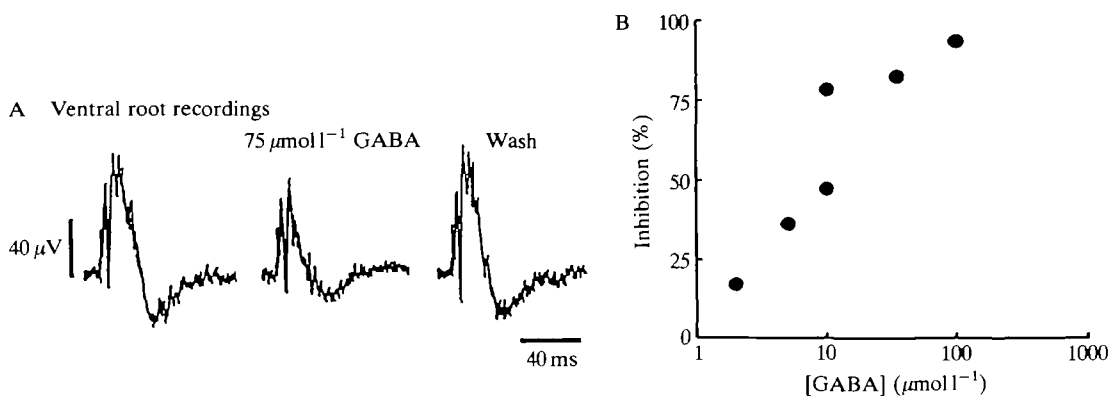 A Ventral root recordings
75 μmol l⁻¹ GABA
Wash
40 μV
40 ms
B
100
75
50
25
0
Inhibition (%)
1 10 100 1000
[GABA] (μmol l⁻¹)